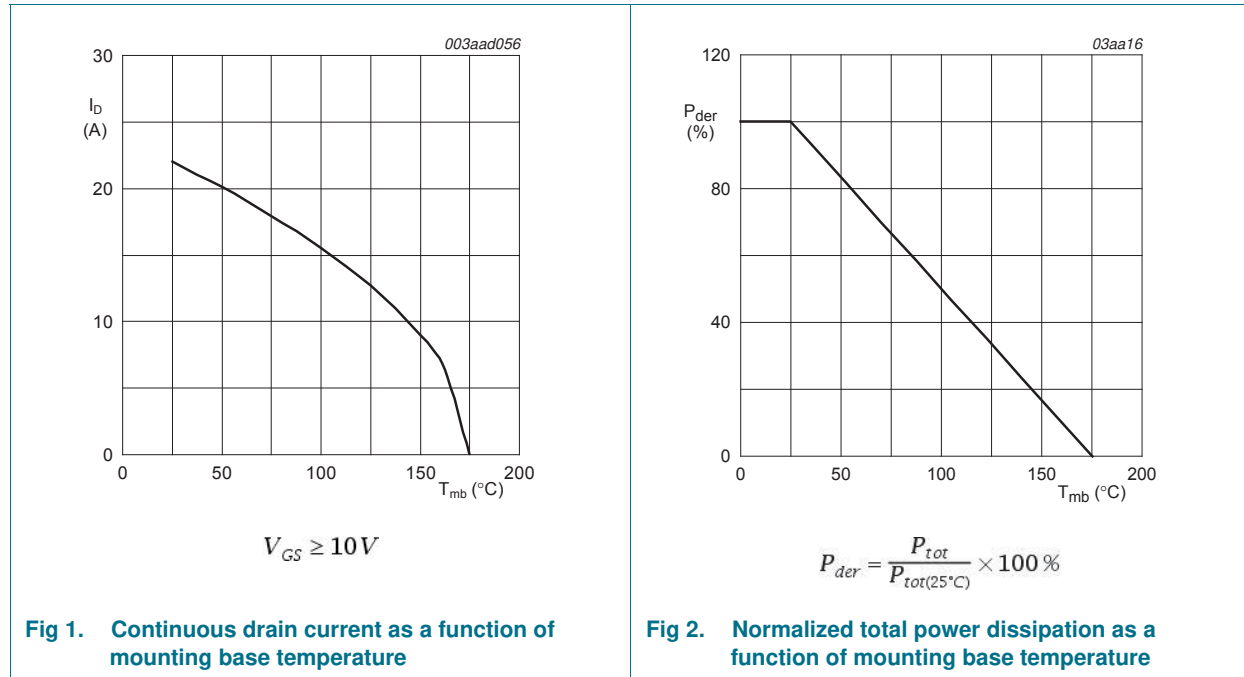 003aad056
30
I_D
(A)
20
10
0
0 50 100 150 200
T_mb (°C)
V_GS ≥ 10 V
Fig 1. Continuous drain current as a function of
mounting base temperature
03aa16
120
P_der
(%)
80
40
0
0 50 100 150 200
T_mb (°C)
P_der = P_tot / P_tot(25°C) × 100 %
Fig 2. Normalized total power dissipation as a
function of mounting base temperature